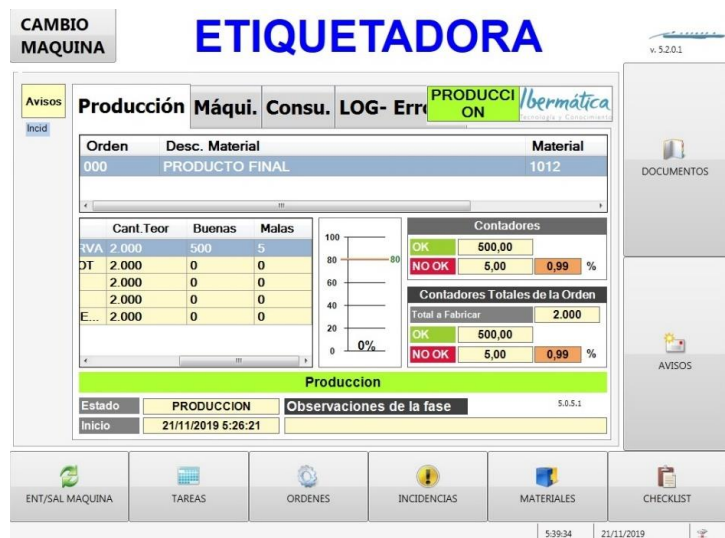 CAMBIO
MAQUINA
ETIQUETADORA
v. 5.2.0.1
Avisos
Incid
Producción Máqui. Consu. LOG- Erro
PRODUCCI
ON
Ibermática
Tecnología y Conocimiento
DOCUMENTOS
Orden Desc. Material Material
000 PRODUCTO FINAL 1012
Cant.Teor Buenas Malas
RVA 2.000 500 5
OT 2.000 0 0
2.000 0 0
2.000 0 0
E... 2.000 0 0
100
80
60
40
20
0
80
0%
Contadores
OK 500,00
NO OK 5,00 0,99 %
Contadores Totales de la Orden
Total a Fabricar 2.000
OK 500,00
NO OK 5,00 0,99 %
AVISOS
Produccion
Estado PRODUCCION Observaciones de la fase 5.0.5.1
Inicio 21/11/2019 5:26:21
ENT/SAL MAQUINA TAREAS ORDENES INCIDENCIAS MATERIALES CHECKLIST
5:39:34 21/11/2019